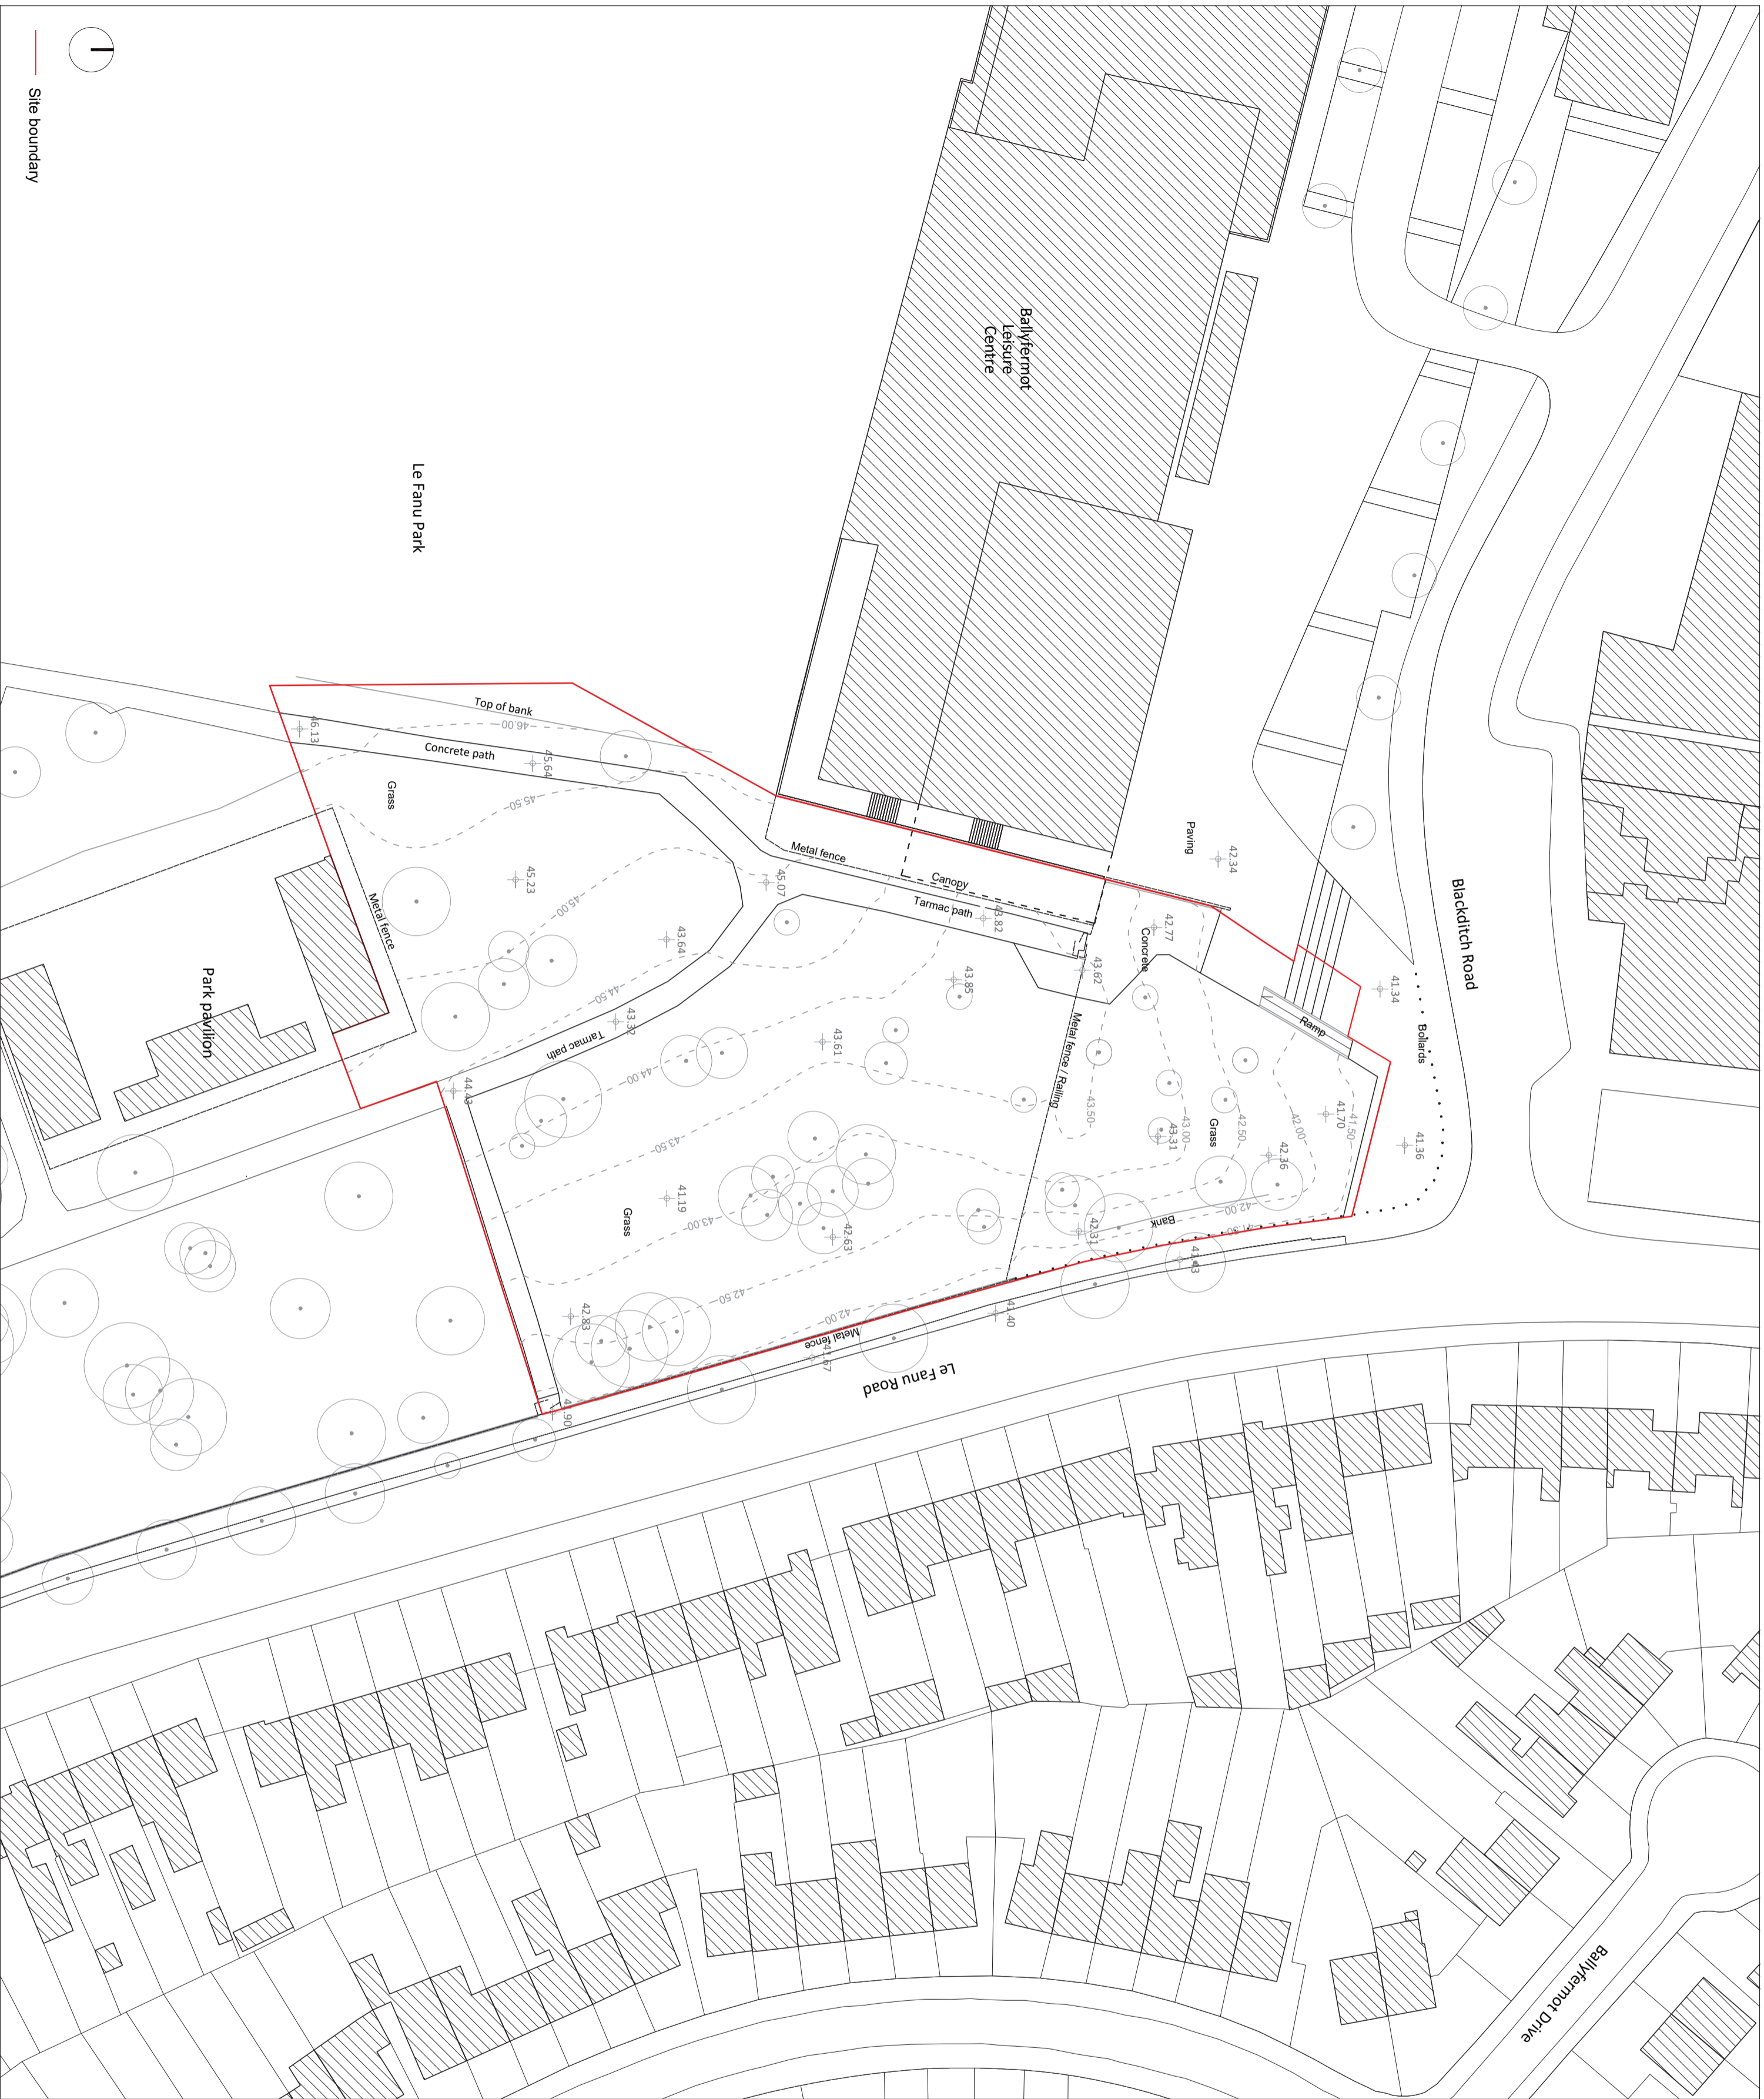 Site boundary
Ballyfermot
Leisure
Centre
Le Fanu Park
Blackditch Road
Bollards
Paving
42.34
41.34
Ramp
41.36
41.70
41.50
42.00
42.36
42.50
Grass
43.00
43.31
43.50
42.77
Concrete
43.62
Metal fence / Railing
42.00
41.50
Bank
42.31
41.40
Canopy
Metal fence
Tarmac path
43.82
43.85
45.07
43.61
43.64
43.32
44.50
Tarmac path
44.00
43.50
43.00
42.50
42.00
42.63
41.19
Grass
42.83
Metal fence
Le Fanu Road
44.43
Top of bank
46.00
Concrete path
45.64
46.13
45.50
Grass
45.23
45.00
Metal fence
Park pavilion
Ballyfermot Drive